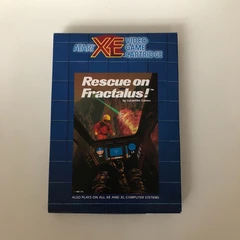 ATARI XE VIDEO
GAME
CARTRIDGE
Rescue on
Fractalus!™
by Lucasfilm Games
ALSO PLAYS ON ALL XE AND XL COMPUTER SYSTEMS